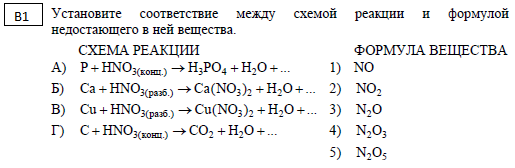 B1 Установите соответствие между схемой реакции и формулой
недостающего в ней вещества.
СХЕМА РЕАКЦИИ ФОРМУЛА ВЕЩЕСТВА
А) P + HNO3(конц.) → H3PO4 + H2O + ... 1) NO
Б) Ca + HNO3(разб.) → Ca(NO3)2 + H2O + ... 2) NO2
В) Cu + HNO3(разб.) → Cu(NO3)2 + H2O + ... 3) N2O
Г) C + HNO3(конц.) → CO2 + H2O + ... 4) N2O3
5) N2O5